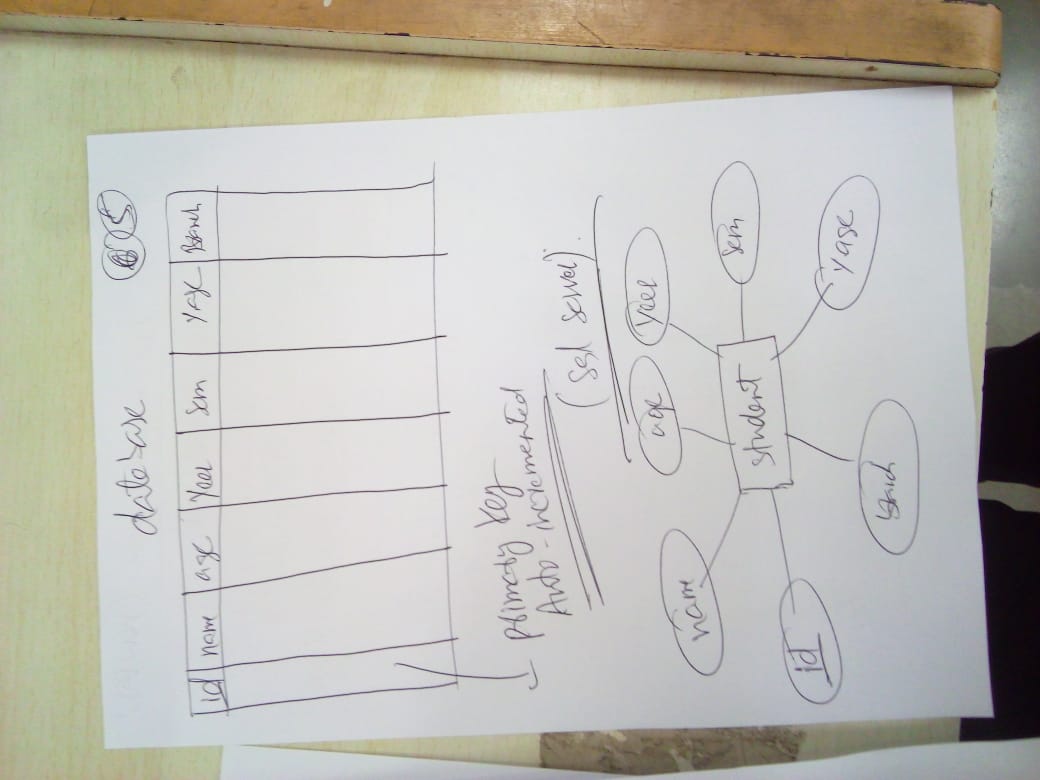 database
id name age Year Sem Yase Branch
primary key
Auto-incremented
(Sql server).
name age Year Sem
student
id Yase